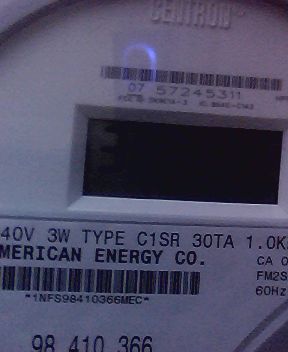 CENTRON
07 57245311
40V 3W TYPE C1SR 30TA 1.0K
MERICAN ENERGY CO.
CA 0
FM2S
60Hz
*1NFS98410366MEC*
98 410 366